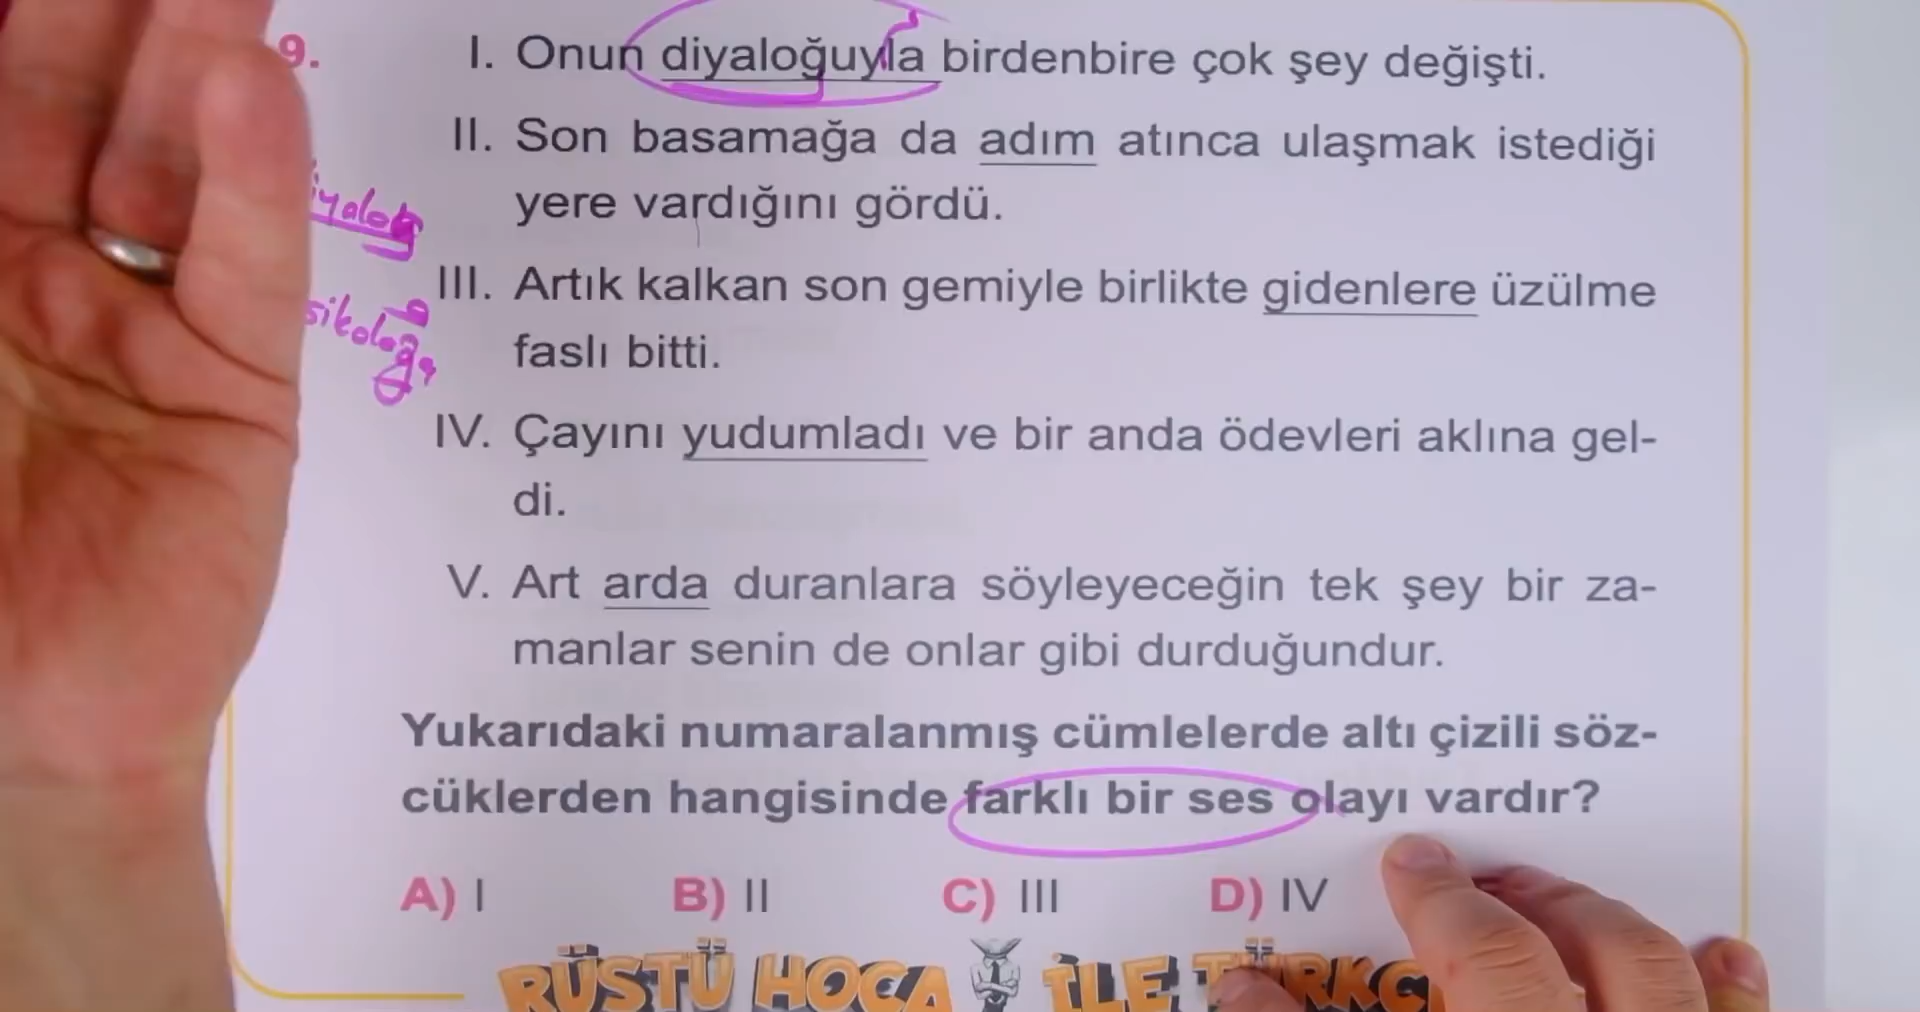 9. I. Onun diyaloğuyla birdenbire çok şey değişti.
II. Son basamağa da adım atınca ulaşmak istediği
yere vardığını gördü.
III. Artık kalkan son gemiyle birlikte gidenlere üzülme
faslı bitti.
IV. Çayını yudumladı ve bir anda ödevleri aklına gel-
di.
V. Art arda duranlara söyleyeceğin tek şey bir za-
manlar senin de onlar gibi durduğundur.
Yukarıdaki numaralanmış cümlelerde altı çizili söz-
cüklerden hangisinde farklı bir ses olayı vardır?
A) I B) II C) III D) IV
RÜŞTÜ HOCA İLE